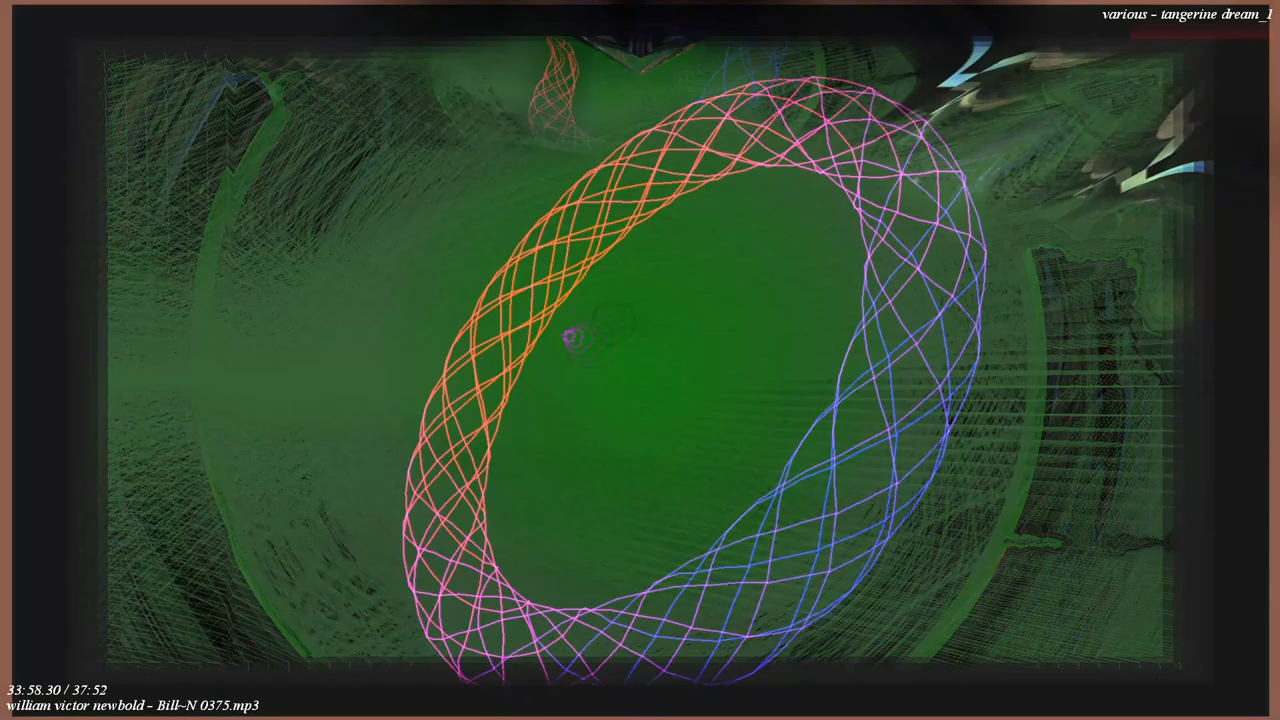 various - tangerine dream_1
33:58.30 / 37:52
william victor newbold - Bill~N 0375.mp3